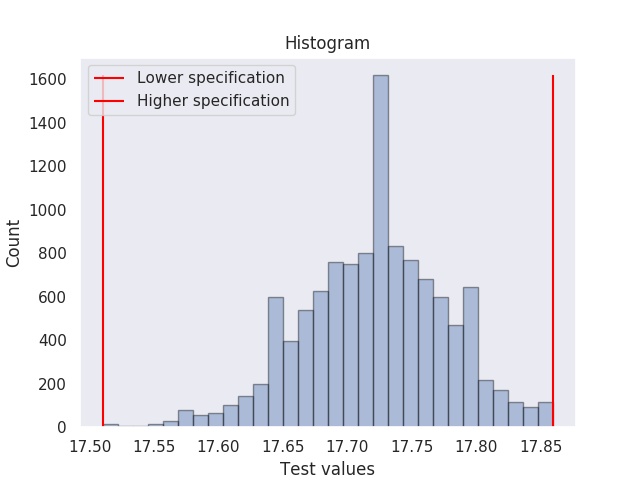 Histogram
Lower specification
Higher specification
1600
1400
1200
1000
800
600
400
200
0
Count
17.50 17.55 17.60 17.65 17.70 17.75 17.80 17.85
Test values